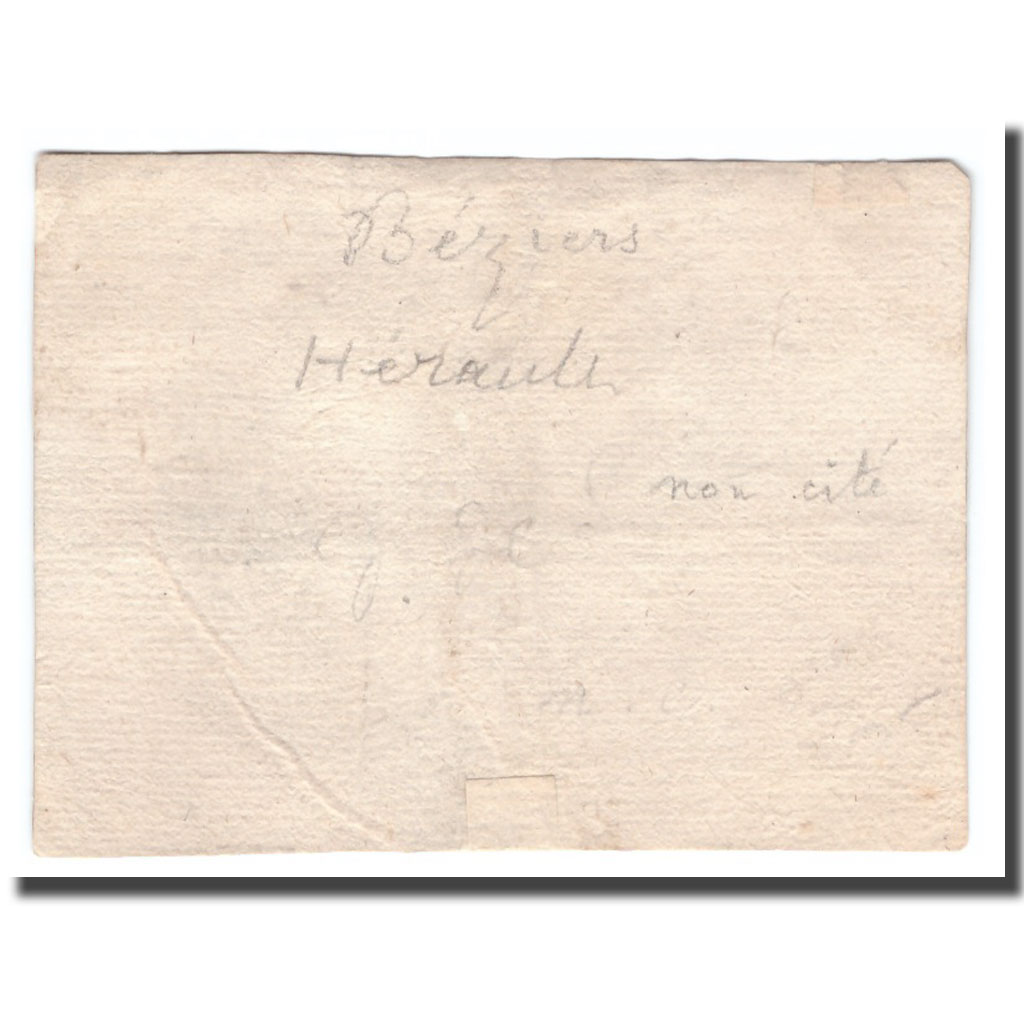 Béziers
Hérault
non cité